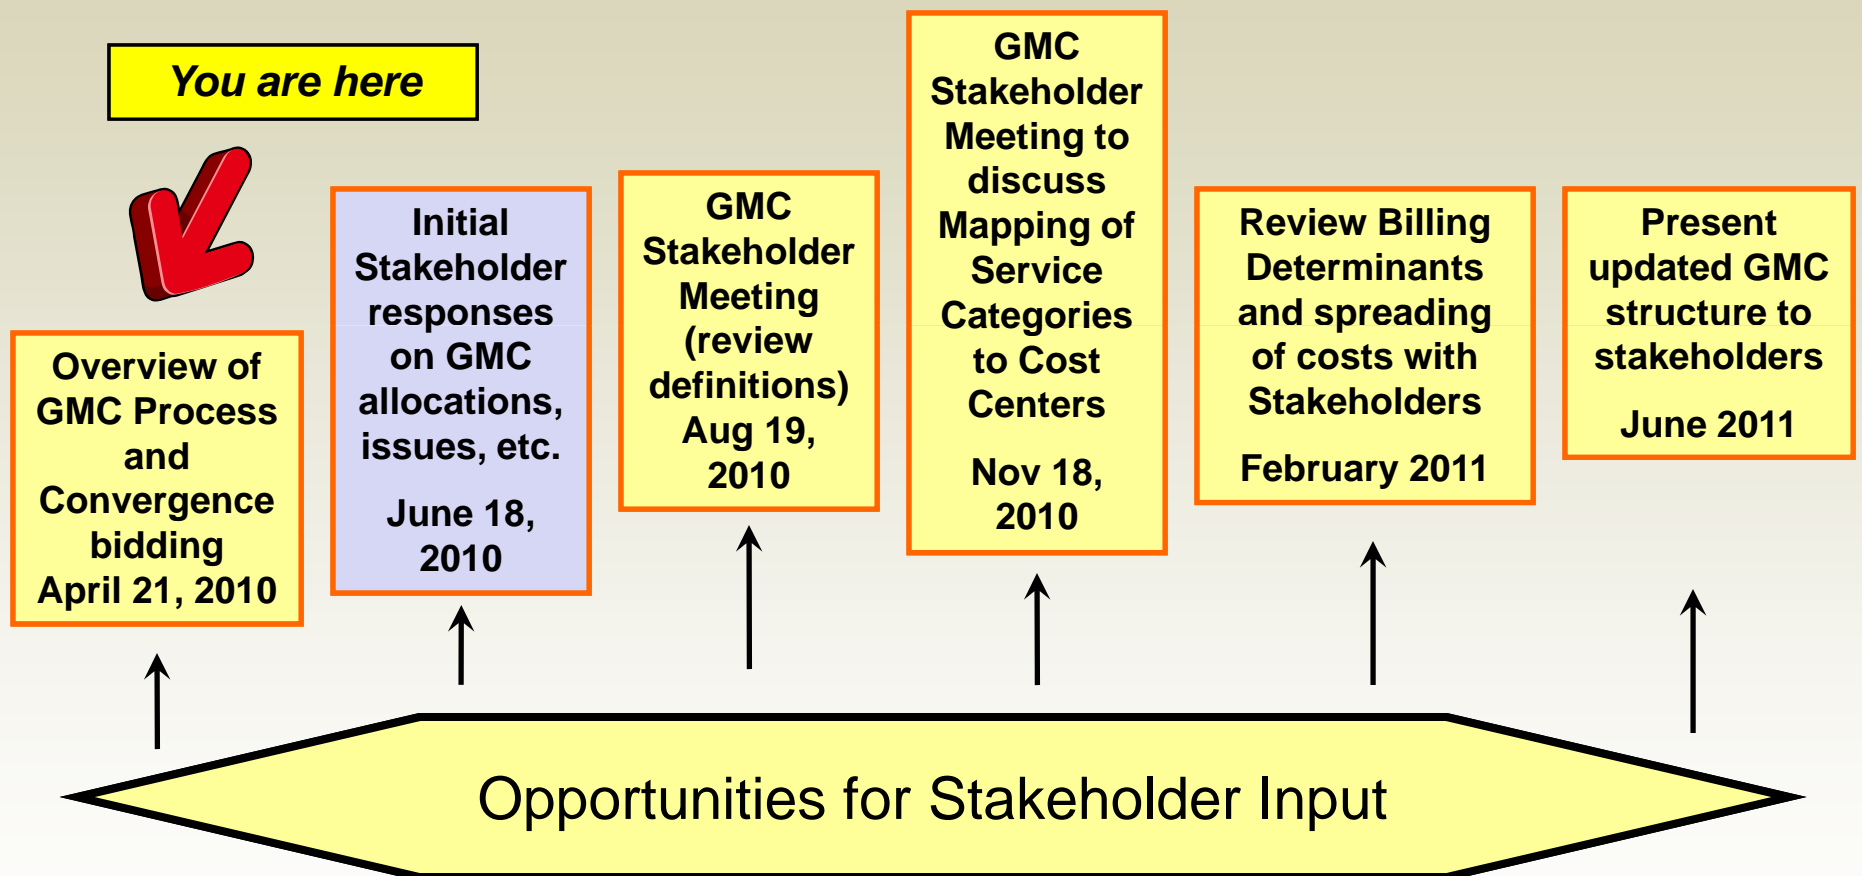 You are here
Overview of
GMC Process
and
Convergence
bidding
April 21, 2010
Initial
Stakeholder
responses
on GMC
allocations,
issues, etc.
June 18,
2010
GMC
Stakeholder
Meeting
(review
definitions)
Aug 19,
2010
GMC
Stakeholder
Meeting to
discuss
Mapping of
Service
Categories
to Cost
Centers
Nov 18,
2010
Review Billing
Determinants
and spreading
of costs with
Stakeholders
February 2011
Present
updated GMC
structure to
stakeholders
June 2011
Opportunities for Stakeholder Input